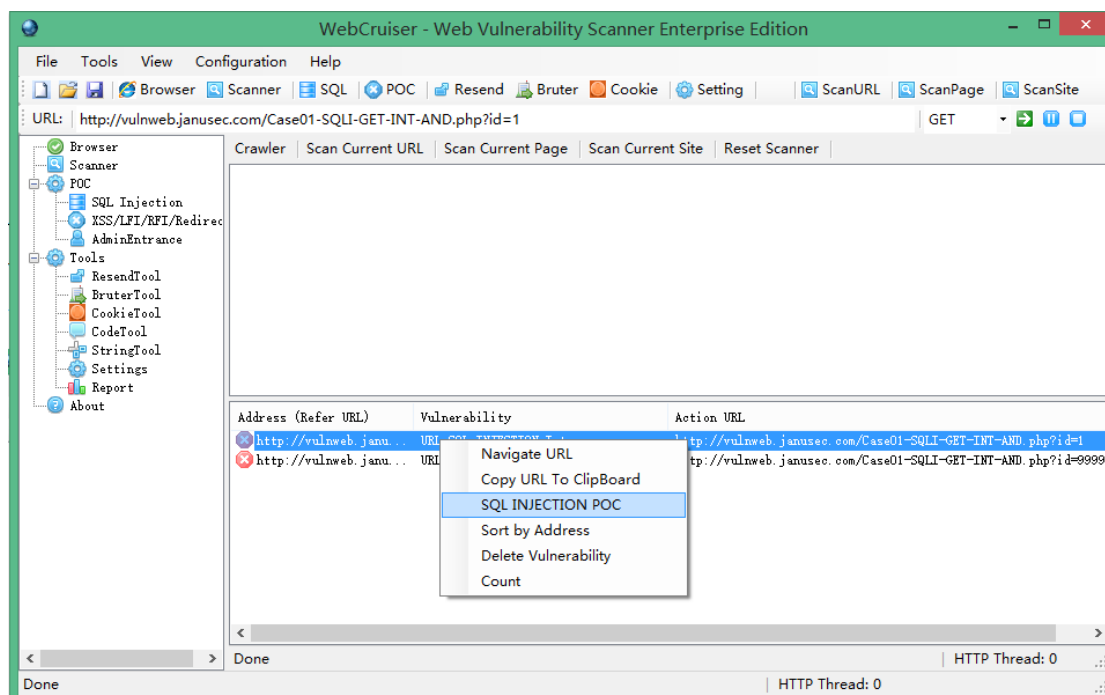 WebCruiser - Web Vulnerability Scanner Enterprise Edition
File Tools View Configuration Help
Browser Scanner SQL POC Resend Bruter Cookie Setting ScanURL ScanPage ScanSite
URL: http://vulnweb.janusec.com/Case01-SQLI-GET-INT-AND.php?id=1 GET
Browser
Scanner
POC
SQL Injection
XSS/LFI/RFI/Redirec
AdminEntrance
Tools
ResendTool
BruterTool
CookieTool
CodeTool
StringTool
Settings
Report
About
Crawler Scan Current URL Scan Current Page Scan Current Site Reset Scanner
Address (Refer URL) Vulnerability Action URL
http://vulnweb.janu... URL SQL INJECTION http://vulnweb.janusec.com/Case01-SQLI-GET-INT-AND.php?id=1
http://vulnweb.janu... URL tp://vulnweb.janusec.com/Case01-SQLI-GET-INT-AND.php?id=9999
Navigate URL
Copy URL To ClipBoard
SQL INJECTION POC
Sort by Address
Delete Vulnerability
Count
Done HTTP Thread: 0
Done HTTP Thread: 0